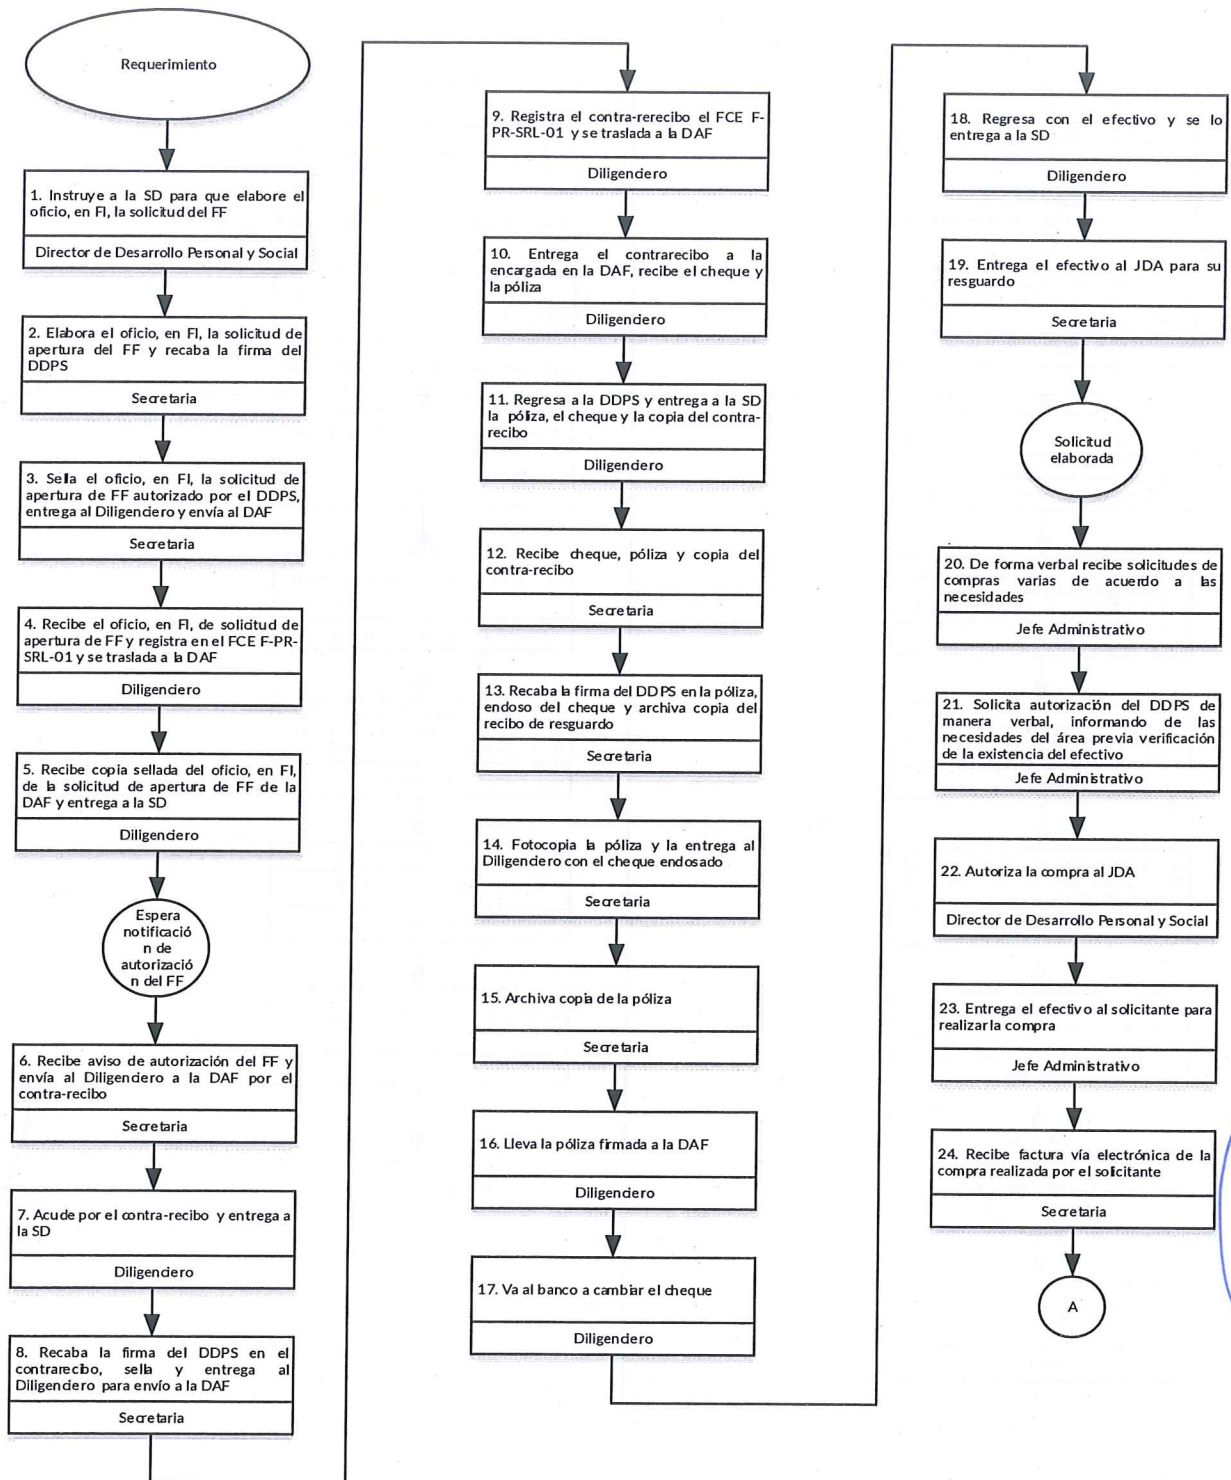 Requerimiento
1. Instruye a la SD para que elabore el
oficio, en FI, la solicitud del FF
Director de Desarrollo Personal y Social
2. Elabora el oficio, en FI, la solicitud de
apertura del FF y recaba la firma del
DDPS
Secretaria
3. Sella el oficio, en FI, la solicitud de
apertura de FF autorizado por el DDPS,
entrega al Diligenciero y envía al DAF
Secretaria
4. Recibe el oficio, en FI, de solicitud de
apertura de FF y registra en el FCE F-PR-
SRL-01 y se traslada a la DAF
Diligenciero
5. Recibe copia sellada del oficio, en FI,
de la solicitud de apertura de FF de la
DAF y entrega a la SD
Diligenciero
Espera
notificació
n de
autorizació
n del FF
6. Recibe aviso de autorización del FF y
envía al Diligenciero a la DAF por el
contra-recibo
Secretaria
7. Acude por el contra-recibo y entrega a
la SD
Diligenciero
8. Recaba la firma del DDPS en el
contrarecibo, sella y entrega al
Diligenciero para envío a la DAF
Secretaria
9. Registra el contra-rerecibo el FCE F-
PR-SRL-01 y se traslada a la DAF
Diligenciero
10. Entrega el contrarecibo a la
encargada en la DAF, recibe el cheque y
la póliza
Diligenciero
11. Regresa a la DDPS y entrega a la SD
la póliza, el cheque y la copia del contra-
recibo
Diligenciero
12. Recibe cheque, póliza y copia del
contra-recibo
Secretaria
13. Recaba la firma del DDPS en la póliza,
endoso del cheque y archiva copia del
recibo de resguardo
Secretaria
14. Fotocopia la póliza y la entrega al
Diligenciero con el cheque endosado
Secretaria
15. Archiva copia de la póliza
Secretaria
16. Lleva la póliza firmada a la DAF
Diligenciero
17. Va al banco a cambiar el cheque
Diligenciero
18. Regresa con el efectivo y se lo
entrega a la SD
Diligenciero
19. Entrega el efectivo al JDA para su
resguardo
Secretaria
Solicitud
elaborada
20. De forma verbal recibe solicitudes de
compras varias de acuerdo a las
necesidades
Jefe Administrativo
21. Solicita autorización del DDPS de
manera verbal, informando de las
necesidades del área previa verificación
de la existencia del efectivo
Jefe Administrativo
22. Autoriza la compra al JDA
Director de Desarrollo Personal y Social
23. Entrega el efectivo al solicitante para
realizar la compra
Jefe Administrativo
24. Recibe factura vía electrónica de la
compra realizada por el solicitante
Secretaria
A